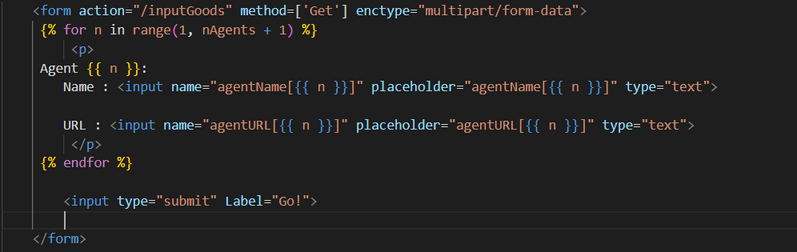 <form action="/inputGoods" method=['Get'] enctype="multipart/form-data">
{% for n in range(1, nAgents + 1) %}
<p>
Agent {{ n }}:
Name : <input name="agentName[{{ n }}]" placeholder="agentName[{{ n }}]" type="text">
URL : <input name="agentURL[{{ n }}]" placeholder="agentURL[{{ n }}]" type="text">
</p>
{% endfor %}
<input type="submit" Label="Go!">
</form>